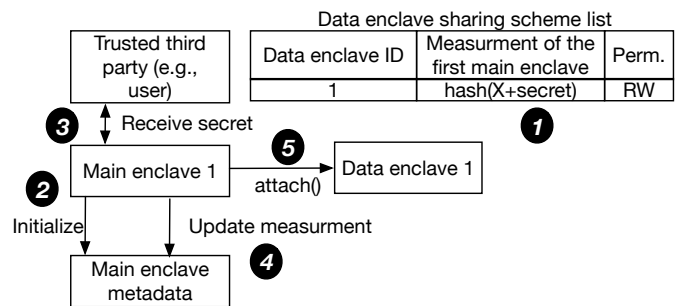 Data enclave sharing scheme list
Trusted third
party (e.g.,
user)
Data enclave ID
Measurment of the
first main enclave
Perm.
1
hash(X+secret)
RW
1
3
Receive secret
5
Main enclave 1
attach()
Data enclave 1
2
Initialize
Update measurment
4
Main enclave
metadata